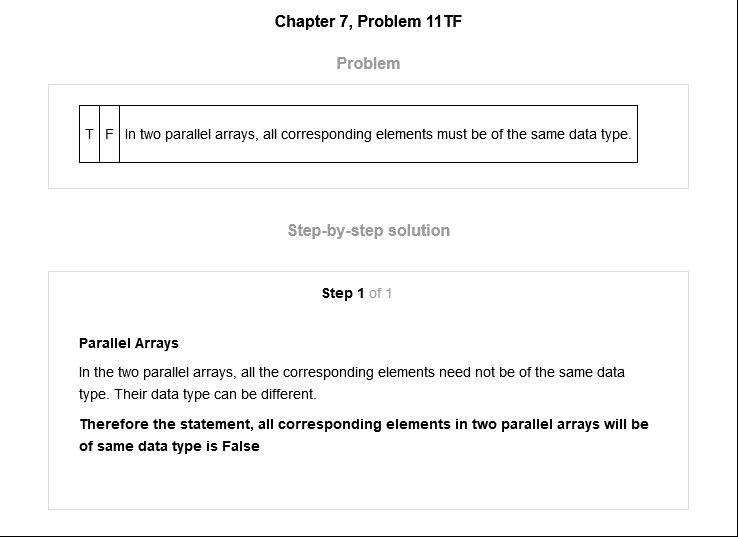 Chapter 7, Problem 11TF
Problem
T F In two parallel arrays, all corresponding elements must be of the same data type.
Step-by-step solution
Step 1 of 1
Parallel Arrays
In the two parallel arrays, all the corresponding elements need not be of the same data
type. Their data type can be different.
Therefore the statement, all corresponding elements in two parallel arrays will be
of same data type is False